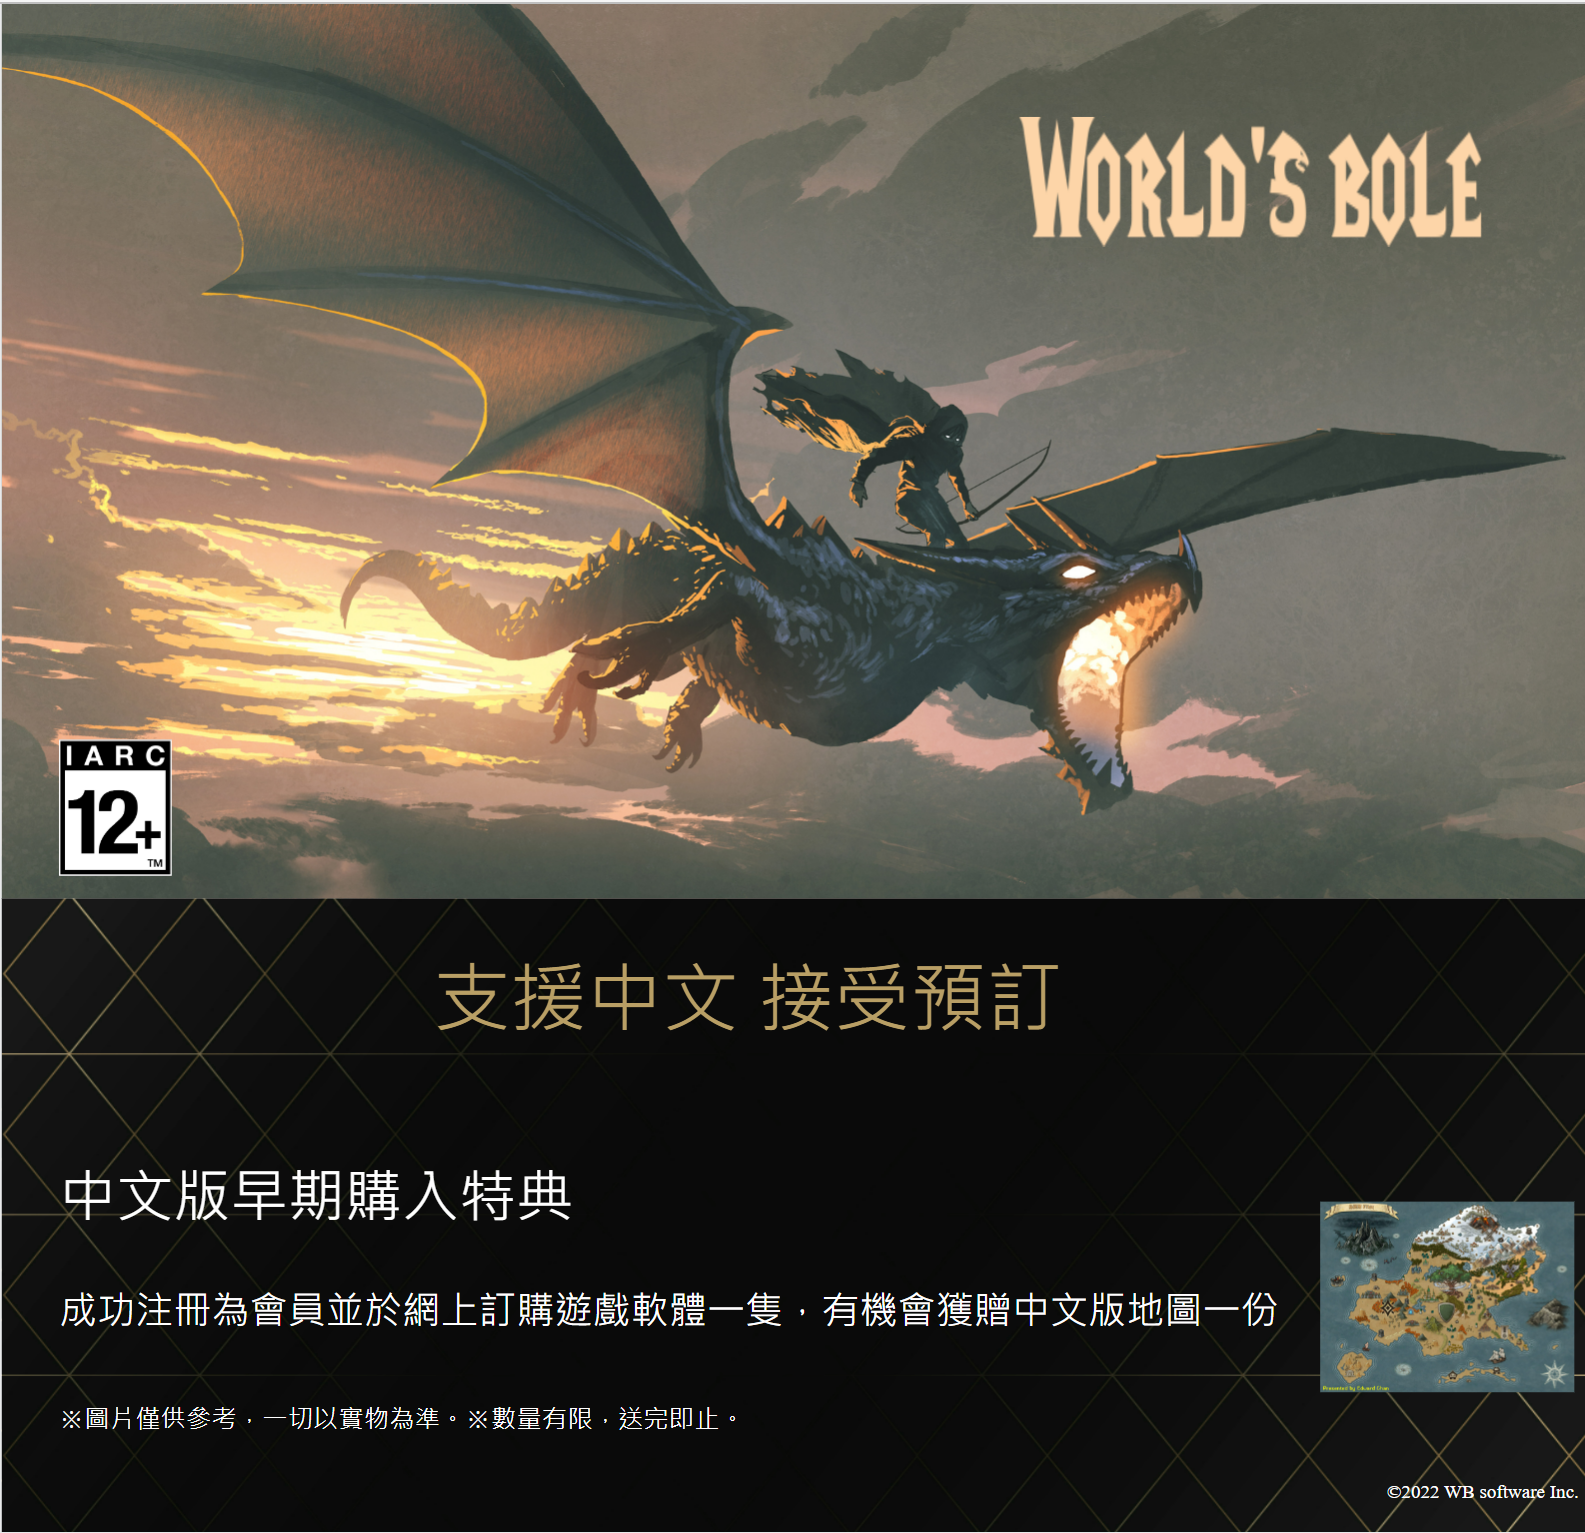 WORLD'S BOLE
IARC
12+
TM
支援中文 接受預訂
中文版早期購入特典
成功注冊為會員並於網上訂購遊戲軟體一隻，有機會獲贈中文版地圖一份
Presented by Eduard Chan
※圖片僅供參考，一切以實物為準。※數量有限，送完即止。
©2022 WB software Inc.